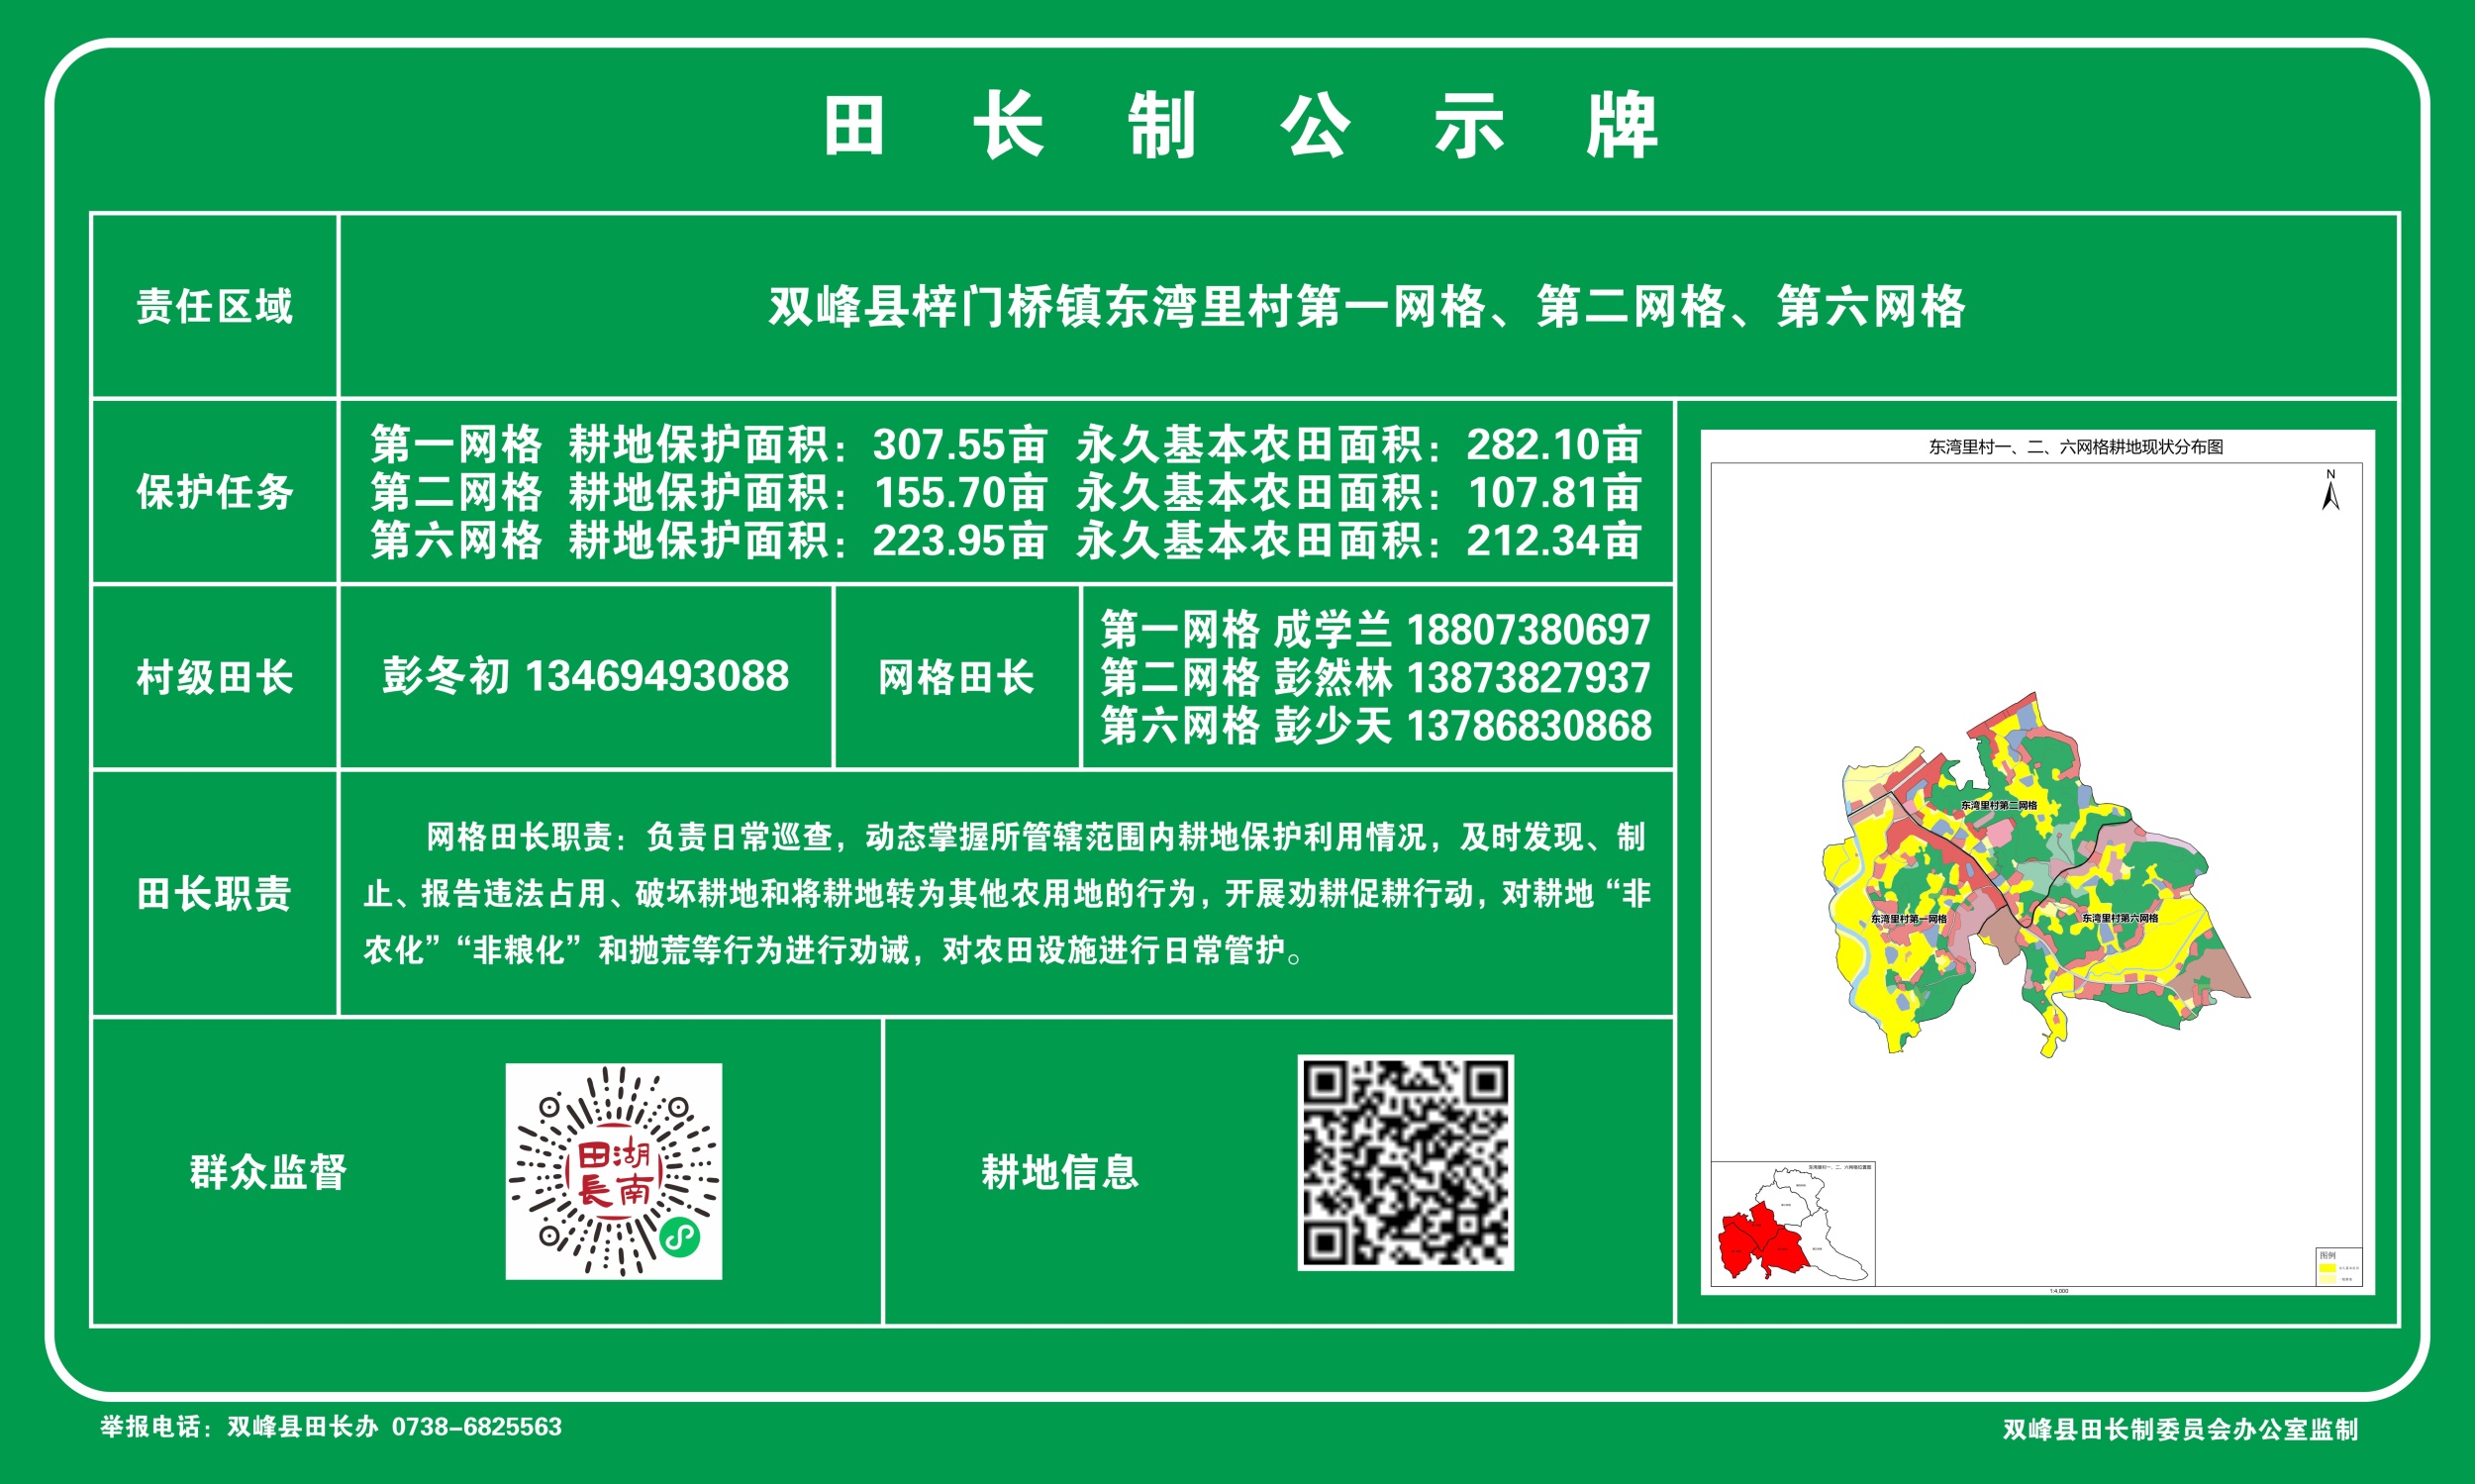 田长制公示牌
责任区域
双峰县梓门桥镇东湾里村第一网格、第二网格、第六网格
保护任务
第一网格 耕地保护面积：307.55亩 永久基本农田面积：282.10亩
第二网格 耕地保护面积：155.70亩 永久基本农田面积：107.81亩
第六网格 耕地保护面积：223.95亩 永久基本农田面积：212.34亩
村级田长
彭冬初 13469493088
网格田长
第一网格 成学兰 18807380697
第二网格 彭然林 13873827937
第六网格 彭少天 13786830868
田长职责
网格田长职责：负责日常巡查，动态掌握所管辖范围内耕地保护利用情况，及时发现、制
止、报告违法占用、破坏耕地和将耕地转为其他农用地的行为，开展劝耕促耕行动，对耕地“非
农化”“非粮化”和抛荒等行为进行劝诫，对农田设施进行日常管护。
群众监督
田湖
長南
耕地信息
东湾里村一、二、六网格耕地现状分布图
N
东湾里村第二网格
东湾里村第一网格
东湾里村第六网格
东湾里村一、二、六网格位置图
图例
1:4,000
举报电话：双峰县田长办 0738-6825563
双峰县田长制委员会办公室监制